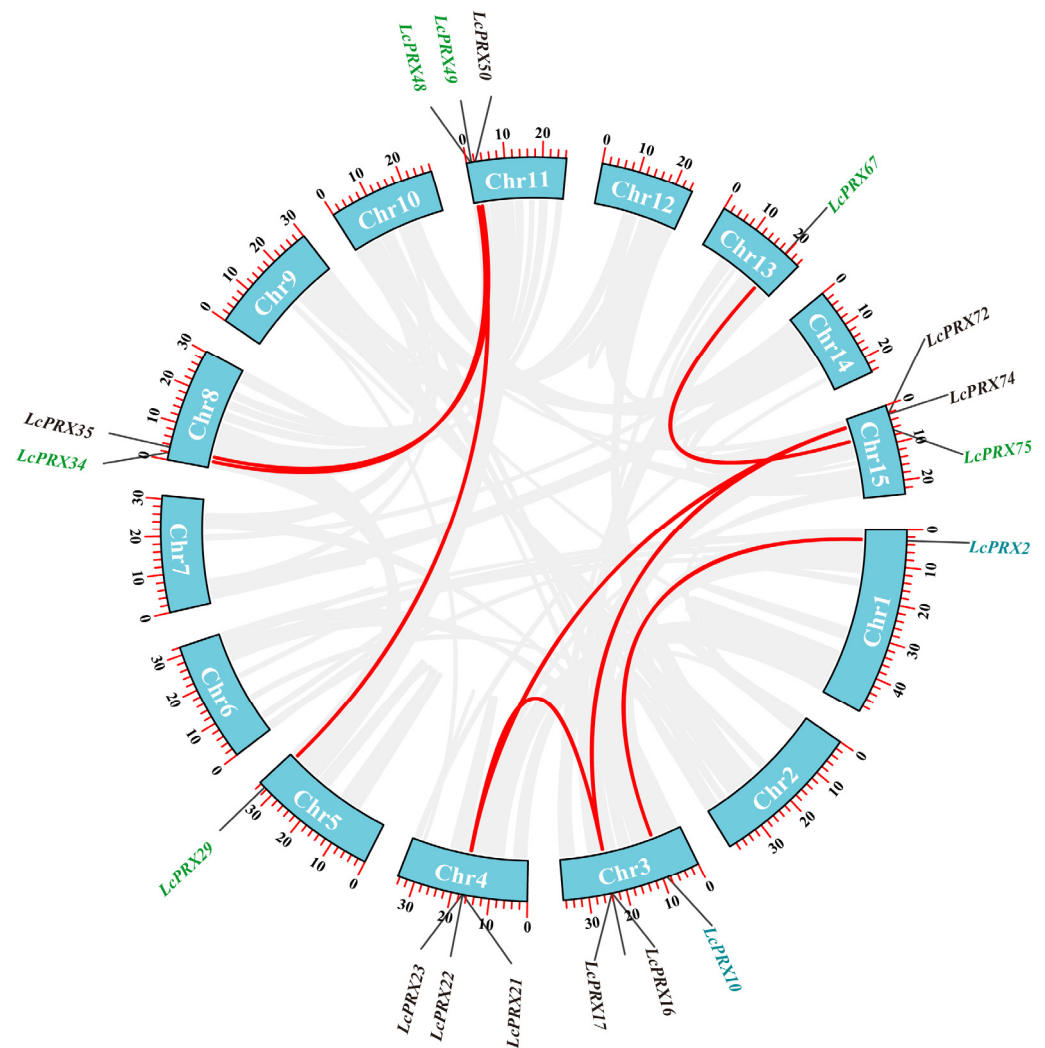 LcPRX48
LcPRX49
LcPRX50
0
10
20
Chr11
0
10
20
Chr12
0
10
20
Chr13
LcPRX67
0
10
20
Chr14
LcPRX72
LcPRX74
LcPRX75
0
10
20
Chr15
LcPRX2
0
10
20
30
40
Chr1
0
10
20
30
Chr2
0
10
20
30
Chr3
LcPRX10
LcPRX16
LcPRX17
0
10
20
30
Chr4
LcPRX21
LcPRX22
LcPRX23
0
10
20
30
Chr5
LcPRX29
0
10
20
30
Chr6
0
10
20
30
Chr7
0
10
20
30
Chr8
LcPRX34
LcPRX35
0
10
20
30
Chr9
0
10
20
Chr10